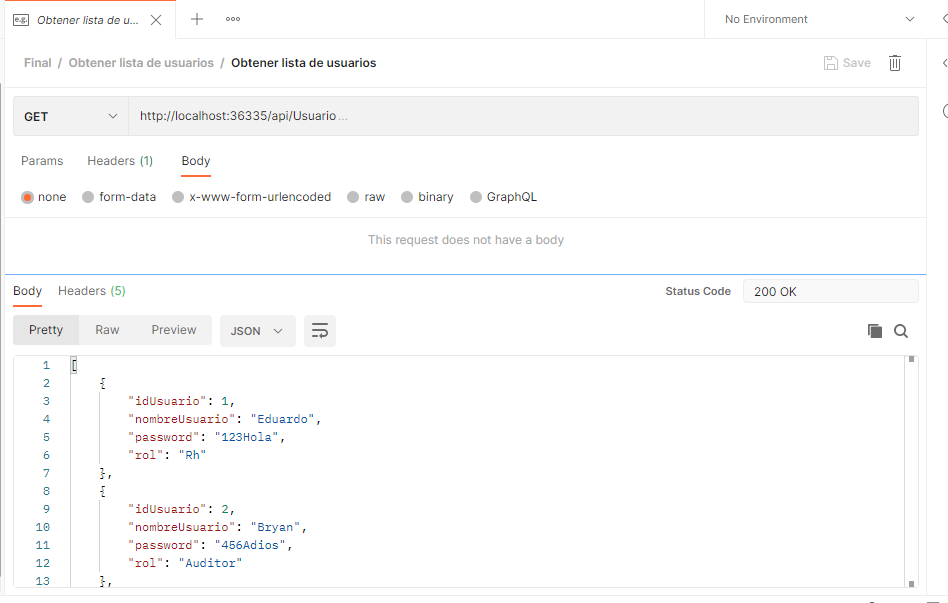 e.g. Obtener lista de u...
No Environment
Final / Obtener lista de usuarios / Obtener lista de usuarios
Save
GET http://localhost:36335/api/Usuario...
Params Headers (1) Body
none form-data x-www-form-urlencoded raw binary GraphQL
This request does not have a body
Body Headers (5) Status Code 200 OK
Pretty Raw Preview JSON
1 [
2 {
3 "idUsuario": 1,
4 "nombreUsuario": "Eduardo",
5 "password": "123Hola",
6 "rol": "Rh"
7 },
8 {
9 "idUsuario": 2,
10 "nombreUsuario": "Bryan",
11 "password": "456Adios",
12 "rol": "Auditor"
13 },